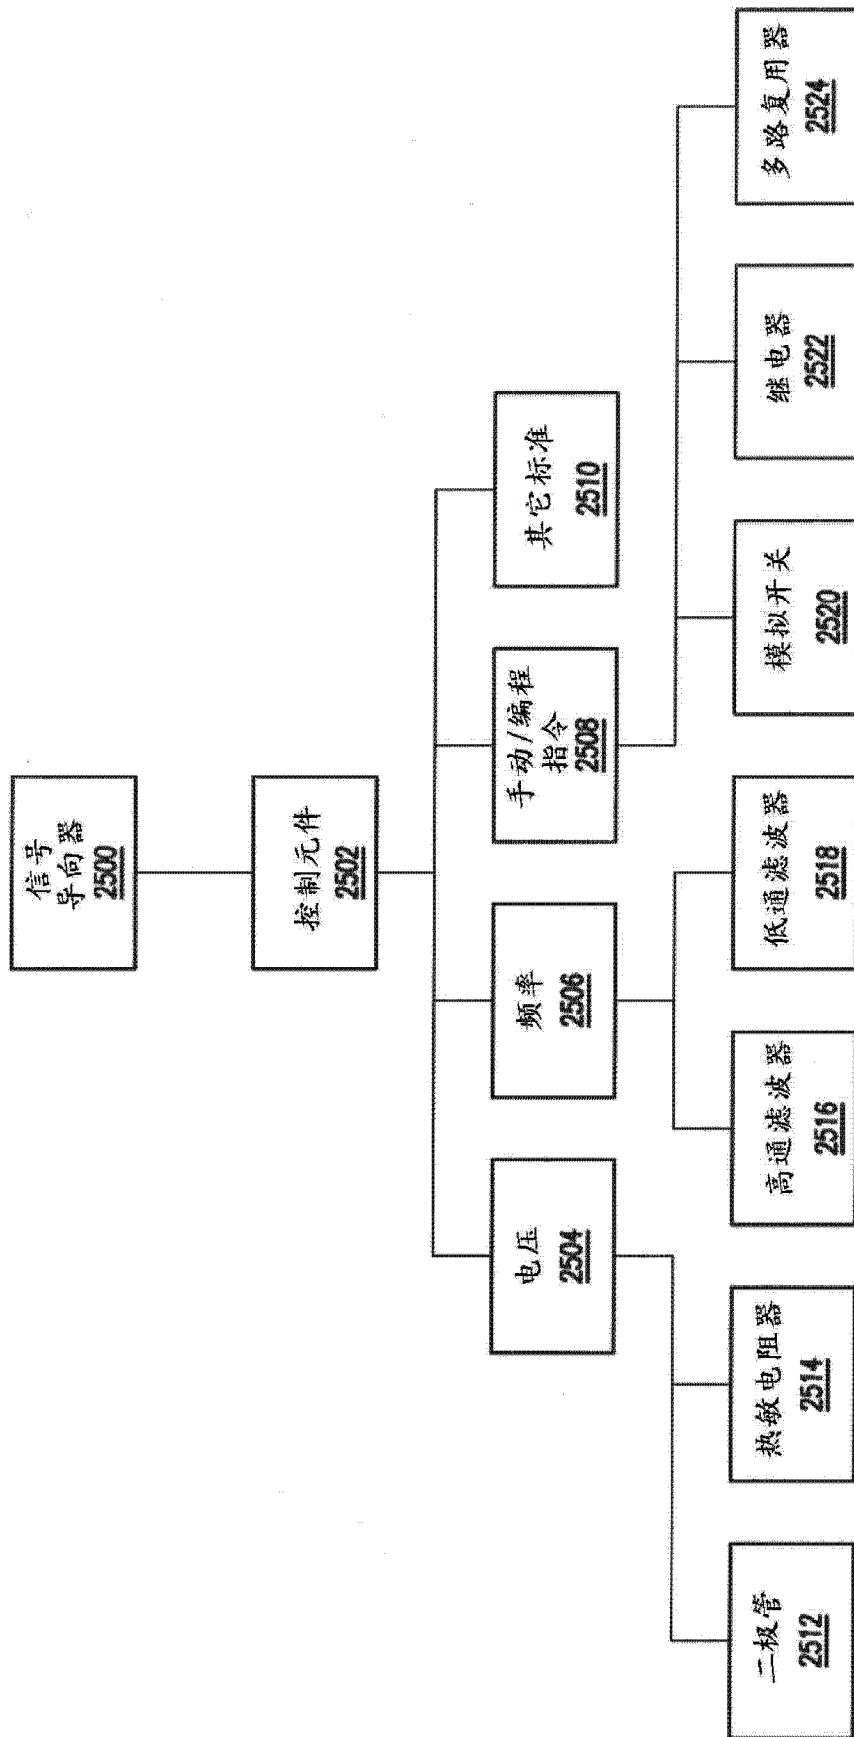 信号
导向器
2500
控制元件
2502
电压
2504
频率
2506
手动/编程
指令
2508
其它标准
2510
二极管
2512
热敏电阻器
2514
高通滤波器
2516
低通滤波器
2518
模拟开关
2520
继电器
2522
多路复用器
2524